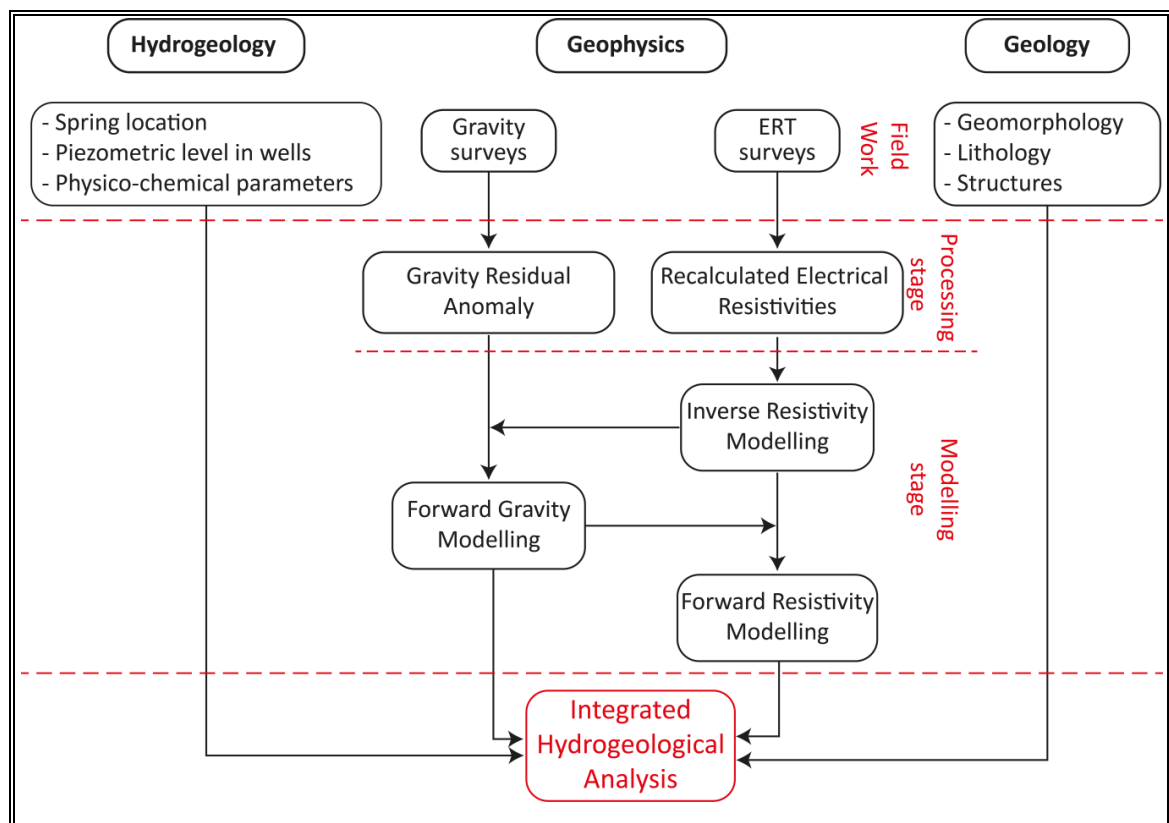 Hydrogeology
Geophysics
Geology
- Spring location
- Piezometric level in wells
- Physico-chemical parameters
Gravity
surveys
ERT
surveys
Field
Work
- Geomorphology
- Lithology
- Structures
Gravity Residual
Anomaly
Recalculated Electrical
Resistivities
Processing
stage
Inverse Resistivity
Modelling
Forward Gravity
Modelling
Modelling
stage
Forward Resistivity
Modelling
Integrated
Hydrogeological
Analysis